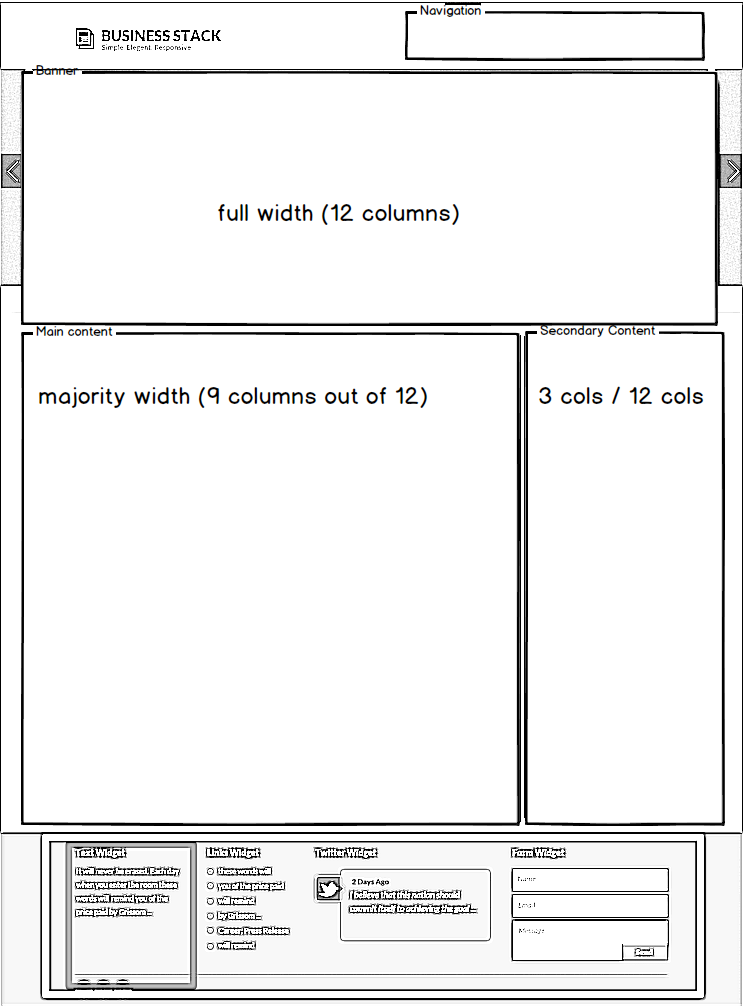 Navigation
BUSINESS STACK
Simple. Elegent. Responsive
Banner
full width (12 columns)
Main content
Secondary Content
majority width (9 columns out of 12)
3 cols / 12 cols
Text Widget
It will never be erased. Each day
when you enter the room these
words will remind you of the
price paid by Grissom ...
Links Widget
these words will
you of the price paid
will remind
by Grissom ...
Career: Press Release
will remind
Twitter Widget
2 Days Ago
I believe that this nation should
commit itself to achieving the goal ...
Form Widget
Name
Email
Message
Send